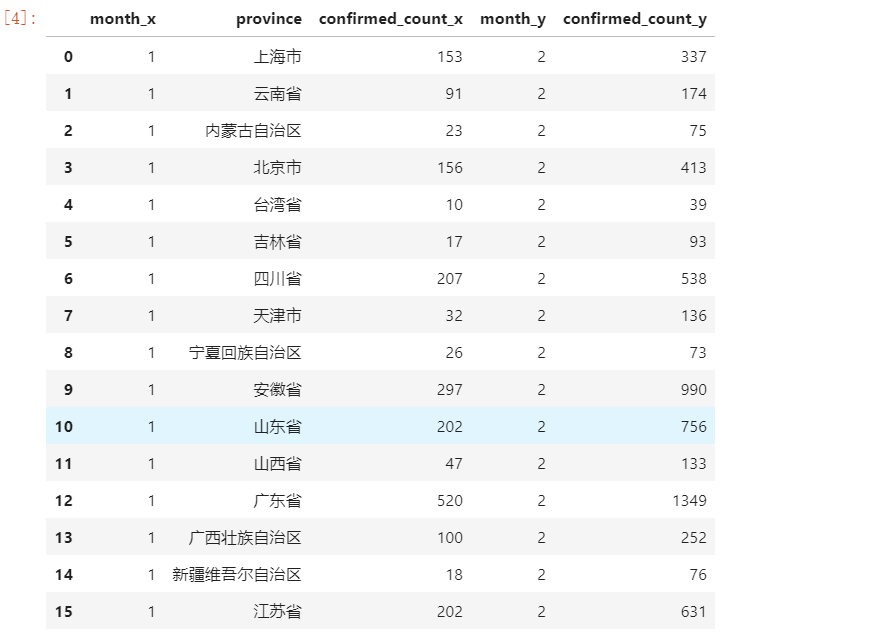 [4]:
month_x province confirmed_count_x month_y confirmed_count_y
0 1 上海市 153 2 337
1 1 云南省 91 2 174
2 1 内蒙古自治区 23 2 75
3 1 北京市 156 2 413
4 1 台湾省 10 2 39
5 1 吉林省 17 2 93
6 1 四川省 207 2 538
7 1 天津市 32 2 136
8 1 宁夏回族自治区 26 2 73
9 1 安徽省 297 2 990
10 1 山东省 202 2 756
11 1 山西省 47 2 133
12 1 广东省 520 2 1349
13 1 广西壮族自治区 100 2 252
14 1 新疆维吾尔自治区 18 2 76
15 1 江苏省 202 2 631